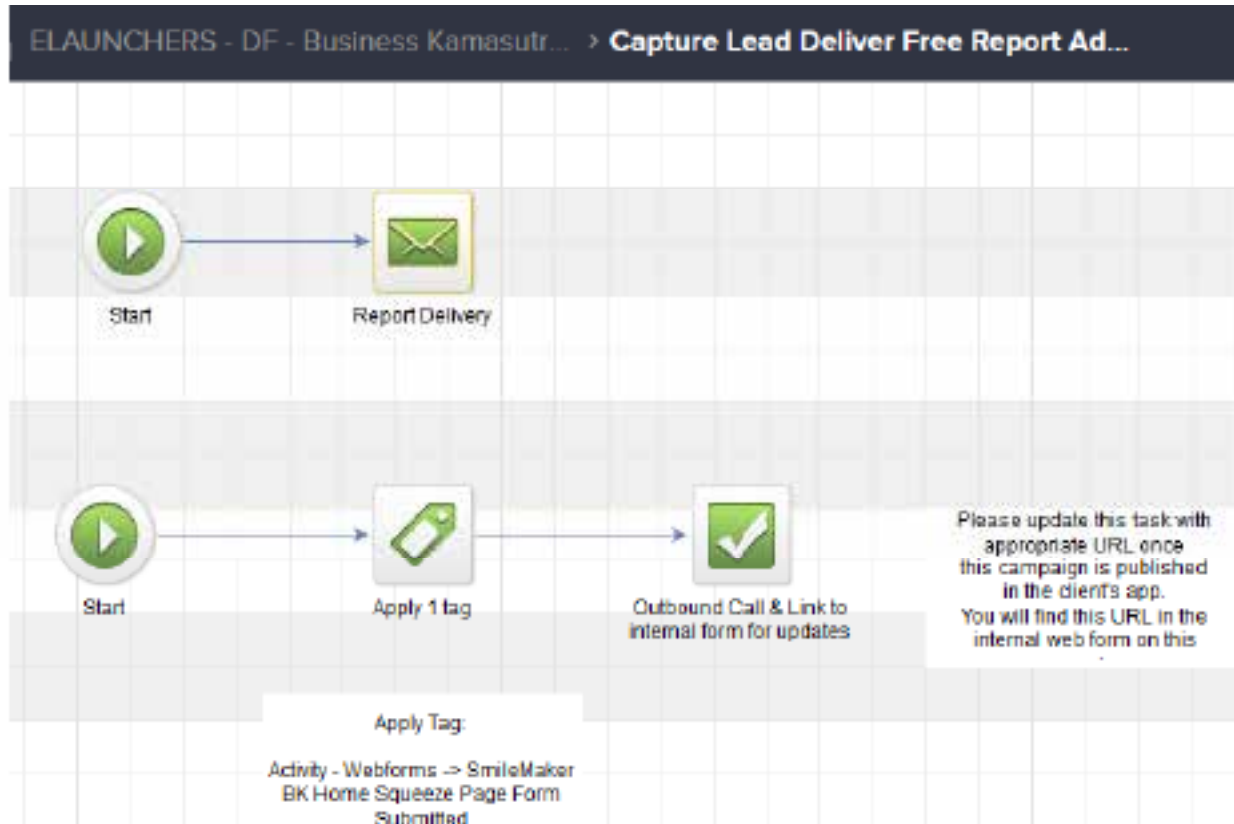 ELAUNCHERS - DF - Business Kamasutr... > Capture Lead Deliver Free Report Ad...
Start
Report Delivery
Start
Apply 1 tag
Outbound Call & Link to
internal form for updates
Please update this task with
appropriate URL once
this campaign is published
in the client's app.
You will find this URL in the
internal web form on this
Apply Tag:
Activity - Webforms -> SmileMaker
BK Home Squeeze Page Form
Submitted